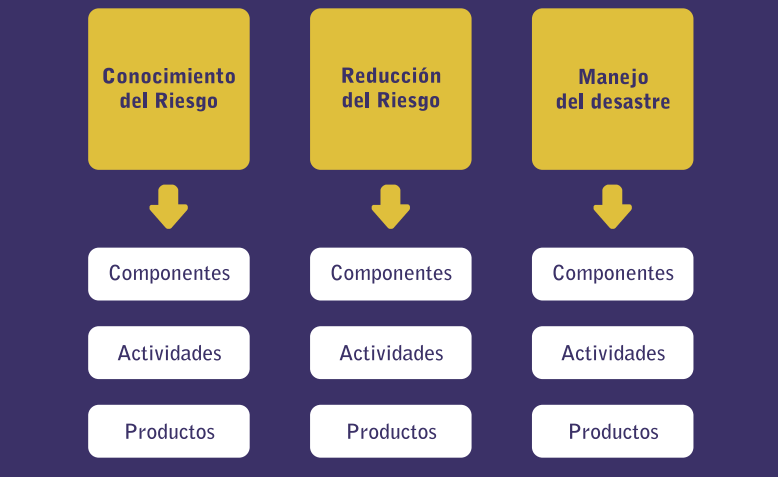 Conocimiento
del Riesgo
Reducción
del Riesgo
Manejo
del desastre
Componentes
Componentes
Componentes
Actividades
Actividades
Actividades
Productos
Productos
Productos